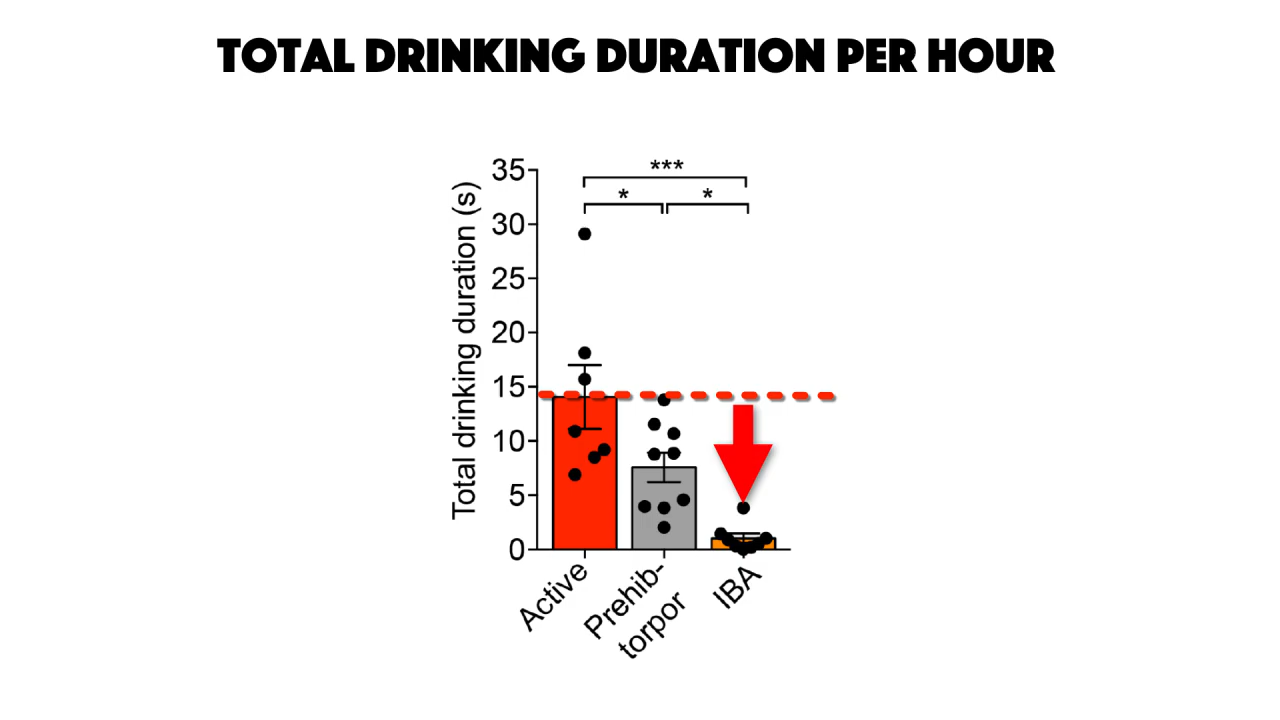 TOTAL DRINKING DURATION PER HOUR
Total drinking duration (s)
35
30
25
20
15
10
5
0
***
*
*
Active
Prehib-
torpor
IBA